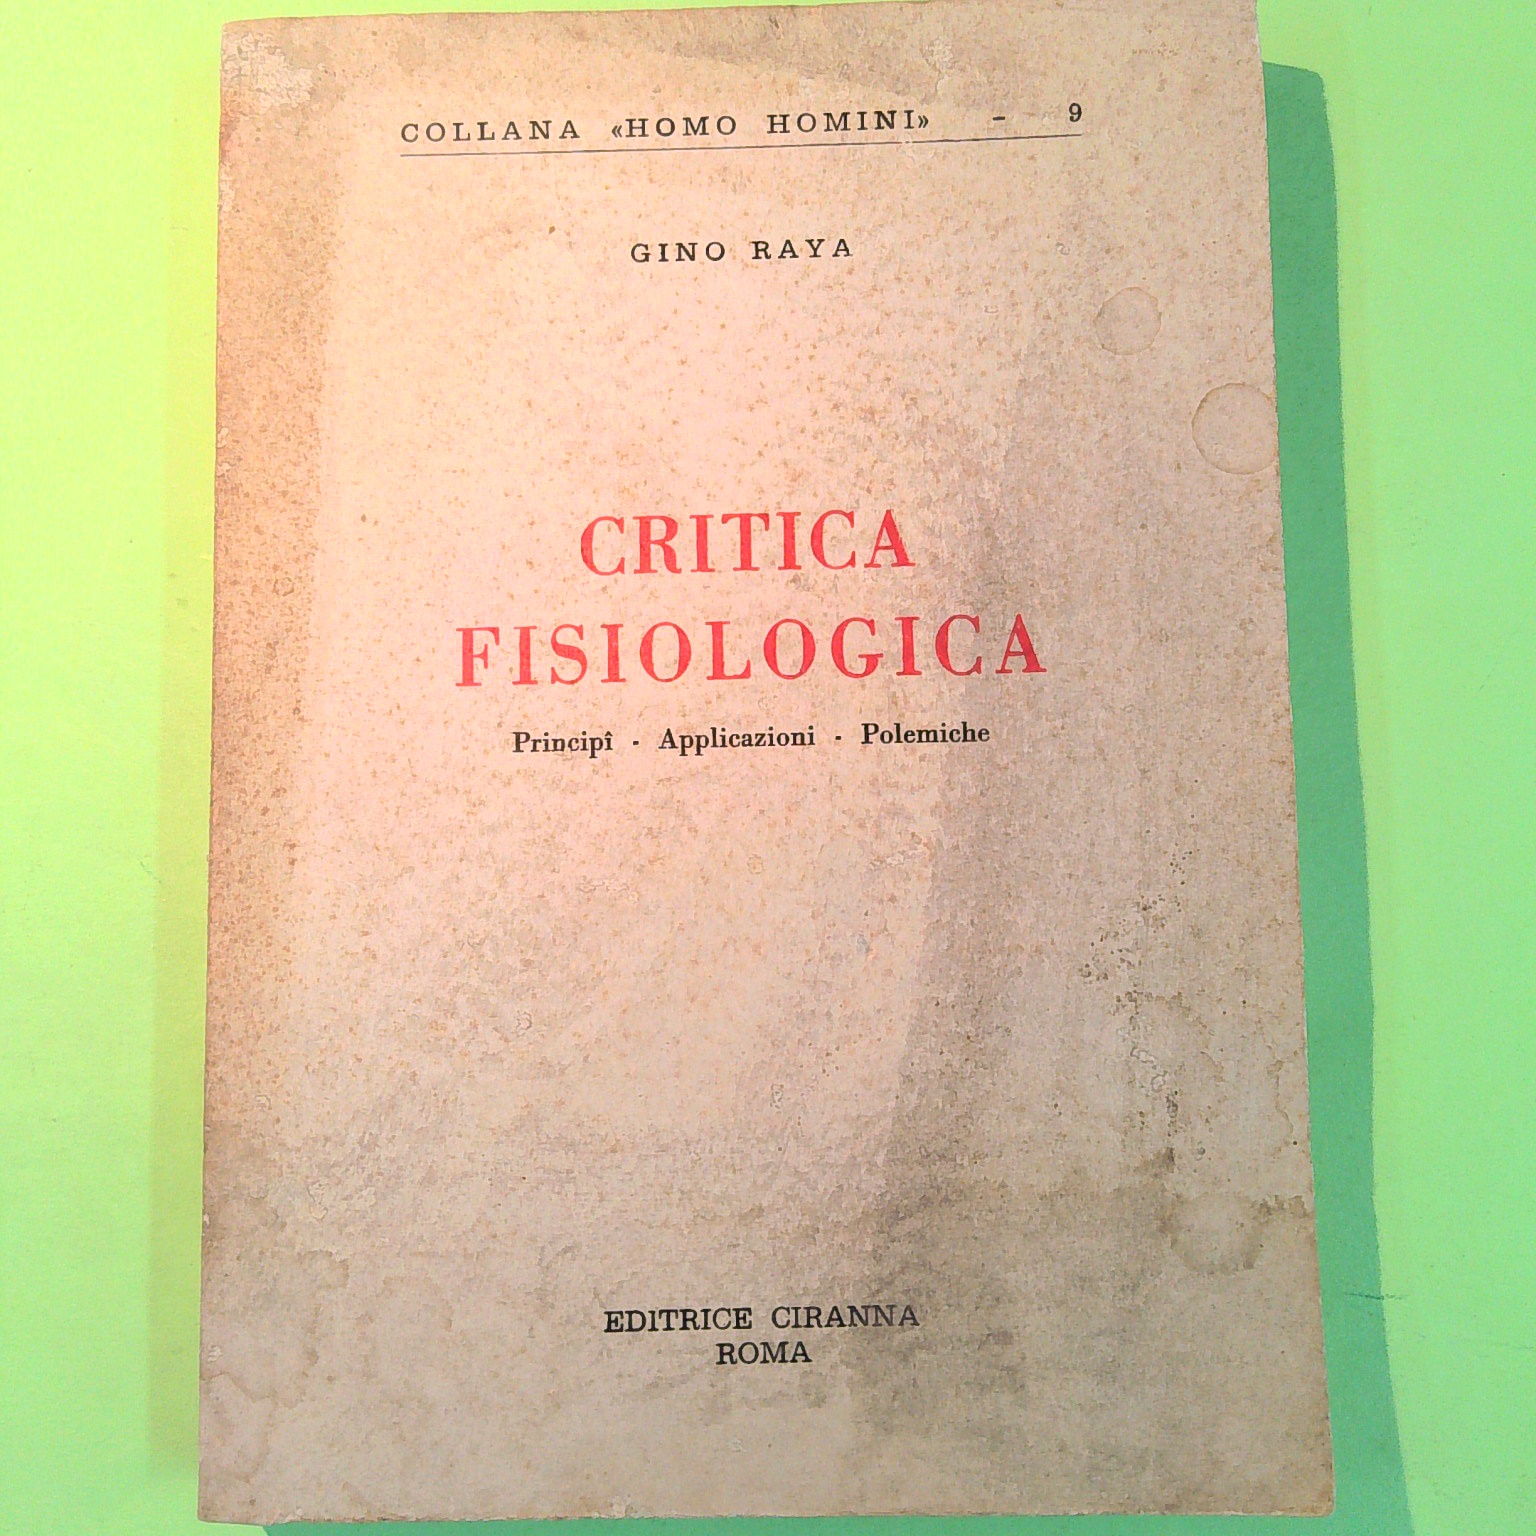 COLLANA «HOMO HOMINI» - 9
GINO RAYA
CRITICA
FISIOLOGICA
Principî - Applicazioni - Polemiche
EDITRICE CIRANNA
ROMA